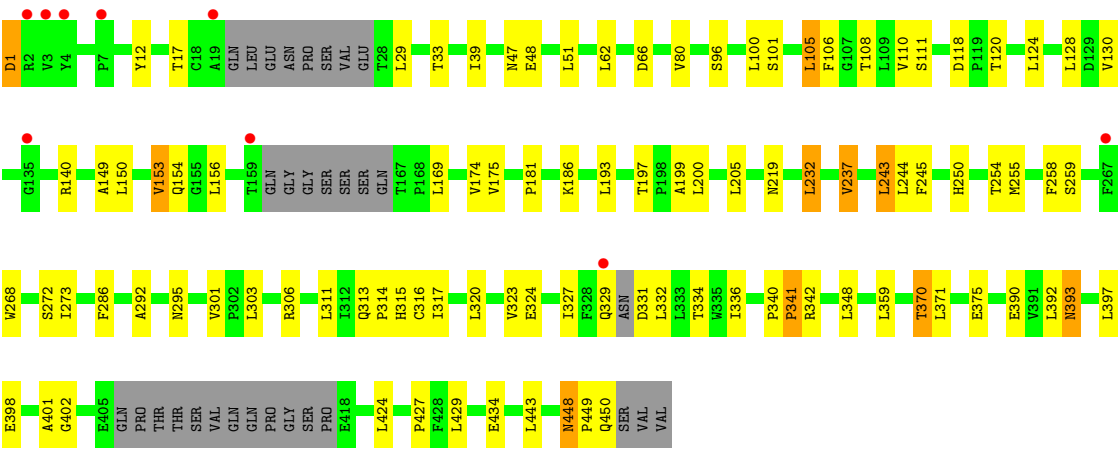 D1 R2 V3 Y4 P7 Y12 T17 C18 A19 GLN LEU GLU ASN PRO SER VAL GLU T28 L29 T33 I39 N47 E48 L51 L62 D66 V80 S96 L100 S101 L105 F106 G107 T108 L109 V110 S111 D118 P119 T120 L124 L128 D129 V130
G135 R140 A149 L150 V153 Q154 G155 L156 T159 GLN GLY GLY SER SER SER GLN T167 P168 L169 V174 V175 P181 K186 L193 T197 P198 A199 L200 L205 N219 L232 V237 L243 L244 F245 H250 T254 M255 F258 S259 F267
W268 S272 I273 F286 A292 N295 V301 P302 L303 R306 L311 I312 Q313 P314 H315 C316 I317 L320 V323 E324 I327 F328 Q329 ASN D331 L332 L333 T334 W335 I336 P340 P341 R342 L348 L359 T370 L371 E375 E390 V391 L392 N393 L397
E398 A401 G402 E405 GLN PRO THR THR SER VAL GLN GLN PRO GLY SER PRO E418 L424 P427 F428 L429 E434 L443 N448 P449 Q450 SER VAL VAL